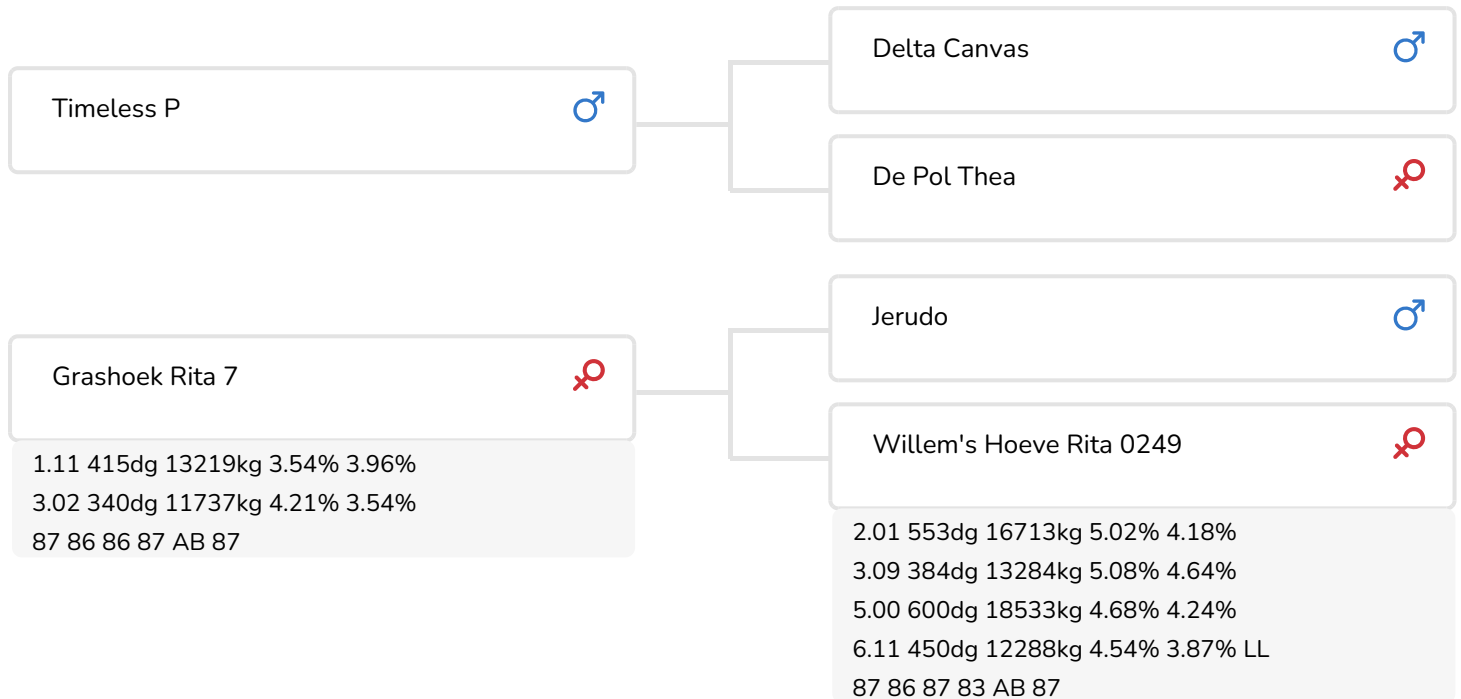 Timeless P
Delta Canvas
De Pol Thea
Grashoek Rita 7
1.11 415dg 13219kg 3.54% 3.96%
3.02 340dg 11737kg 4.21% 3.54%
87 86 86 87 AB 87
Jerudo
Willem's Hoeve Rita 0249
2.01 553dg 16713kg 5.02% 4.18%
3.09 384dg 13284kg 5.08% 4.64%
5.00 600dg 18533kg 4.68% 4.24%
6.11 450dg 12288kg 4.54% 3.87% LL
87 86 87 83 AB 87